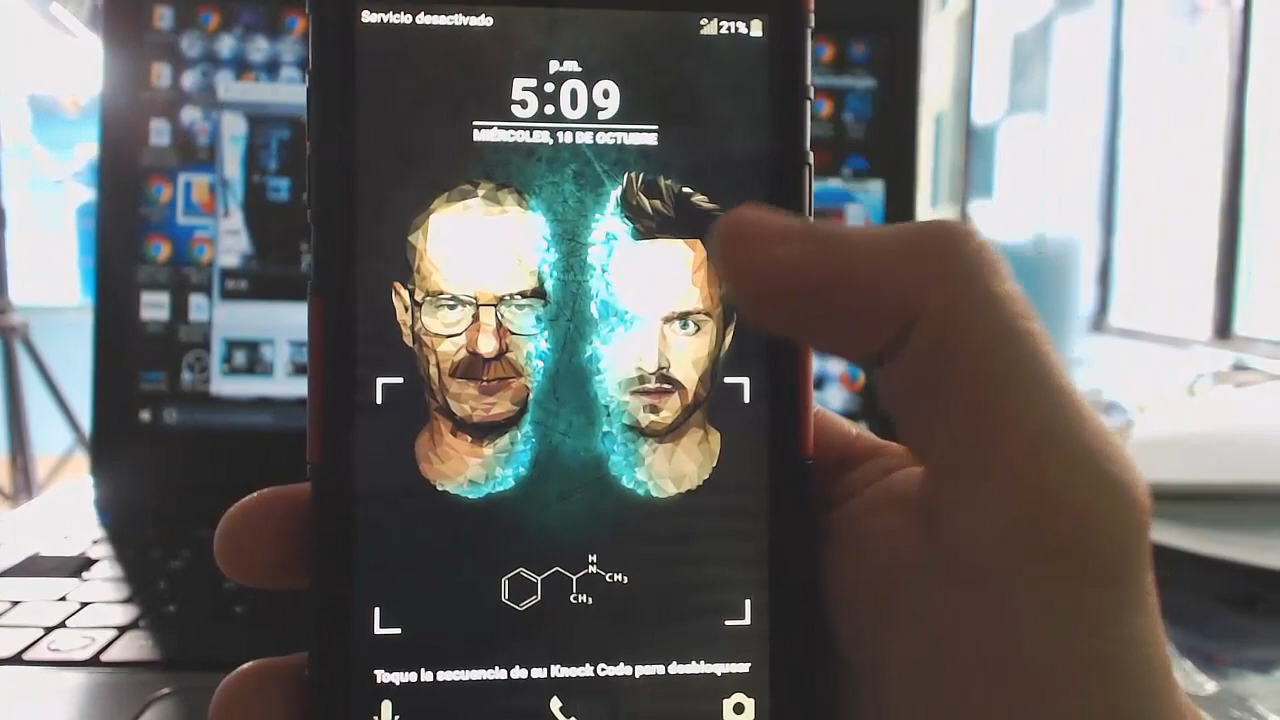 Servicio desactivado
21%
p.m.
5:09
MIÉRCOLES, 18 DE OCTUBRE
H
N
CH₃
CH₃
Toque la secuencia de su Knock Code para desbloquear